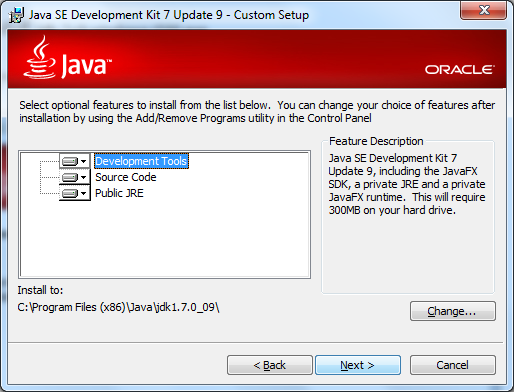 Java SE Development Kit 7 Update 9 - Custom Setup
Java™
ORACLE
Select optional features to install from the list below. You can change your choice of features after
installation by using the Add/Remove Programs utility in the Control Panel
Development Tools
Source Code
Public JRE
Feature Description
Java SE Development Kit 7
Update 9, including the JavaFX
SDK, a private JRE and a private
JavaFX runtime. This will require
300MB on your hard drive.
Install to:
C:\Program Files (x86)\Java\jdk1.7.0_09\
Change...
< Back
Next >
Cancel